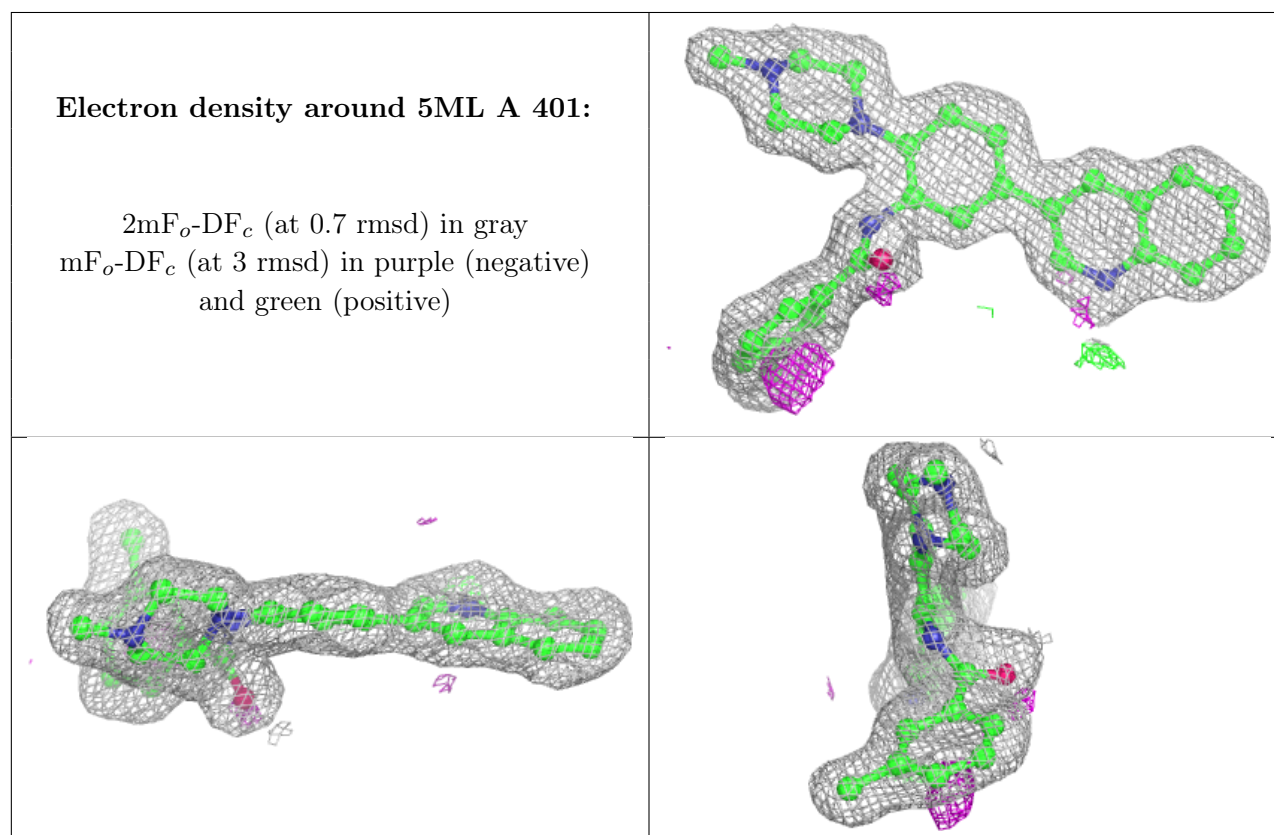 Electron density around 5ML A 401:
2mFo-DFc (at 0.7 rmsd) in gray
mFo-DFc (at 3 rmsd) in purple (negative)
and green (positive)